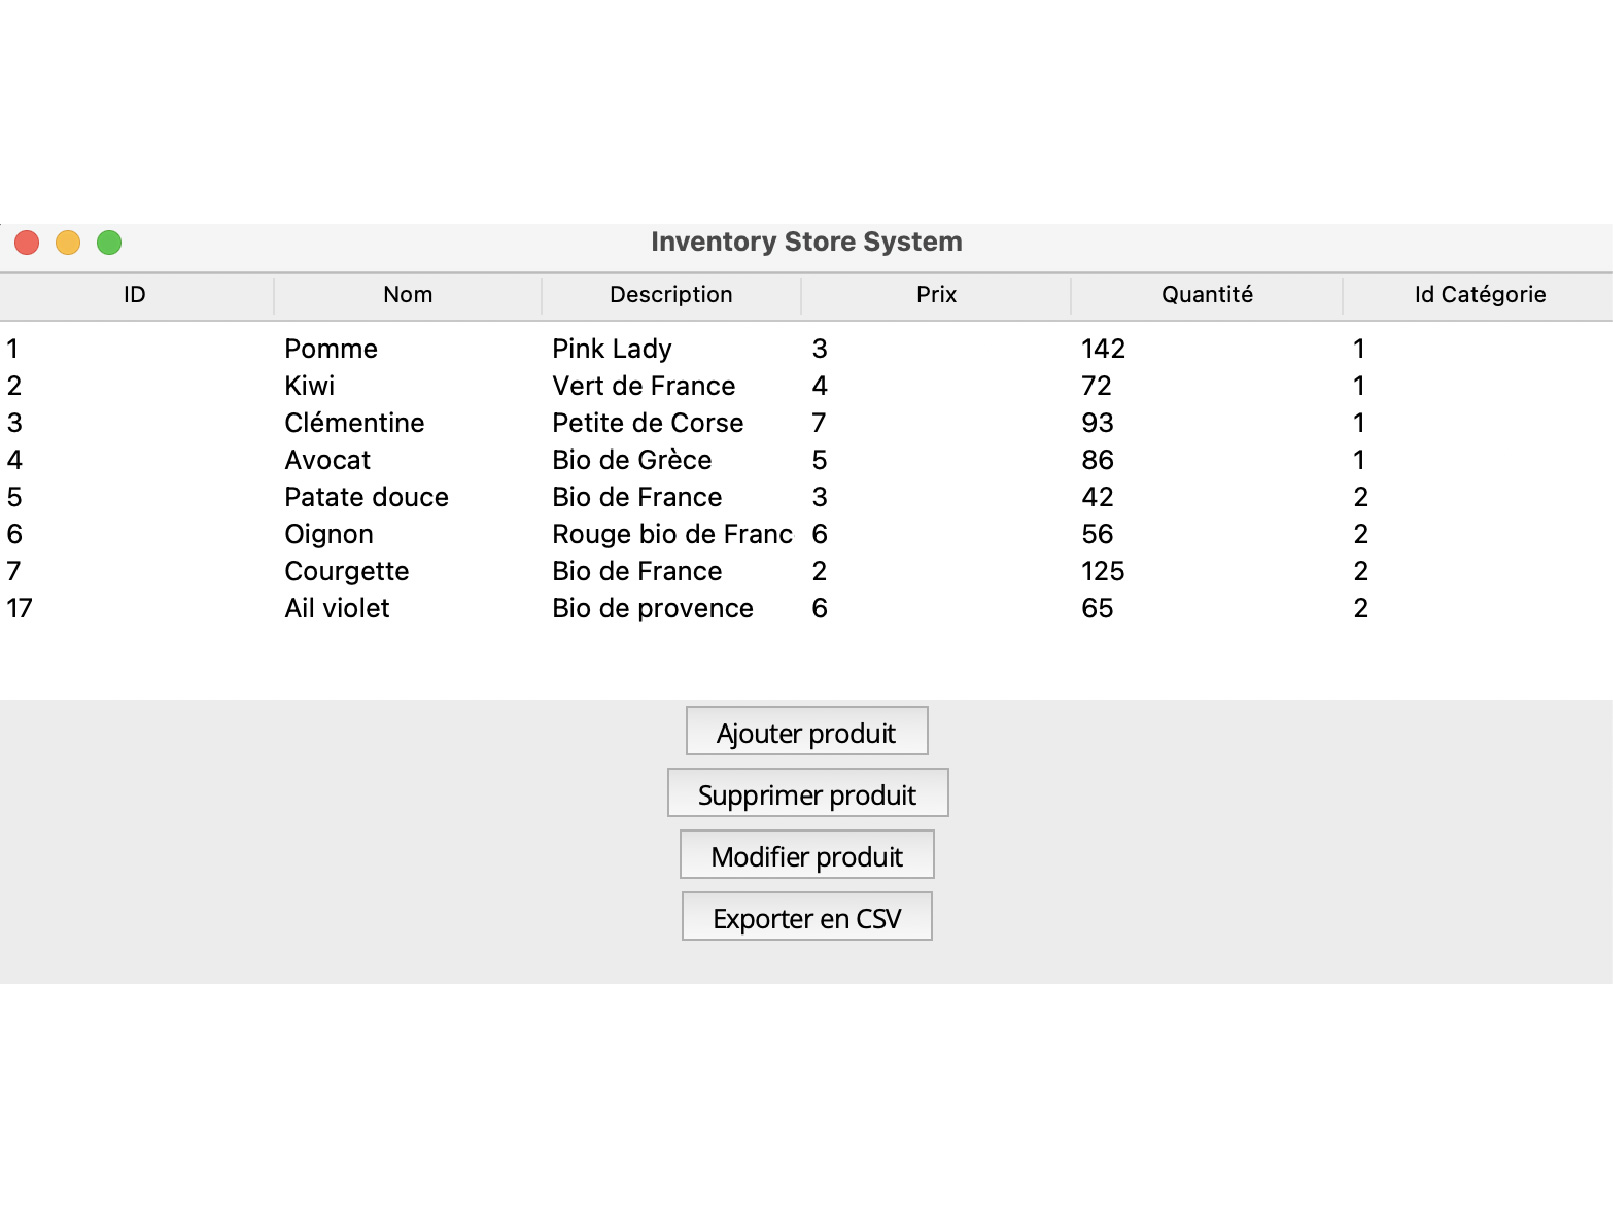 Inventory Store System
ID Nom Description Prix Quantité Id Catégorie
1 Pomme Pink Lady 3 142 1
2 Kiwi Vert de France 4 72 1
3 Clémentine Petite de Corse 7 93 1
4 Avocat Bio de Grèce 5 86 1
5 Patate douce Bio de France 3 42 2
6 Oignon Rouge bio de Franc 6 56 2
7 Courgette Bio de France 2 125 2
17 Ail violet Bio de provence 6 65 2
Ajouter produit
Supprimer produit
Modifier produit
Exporter en CSV